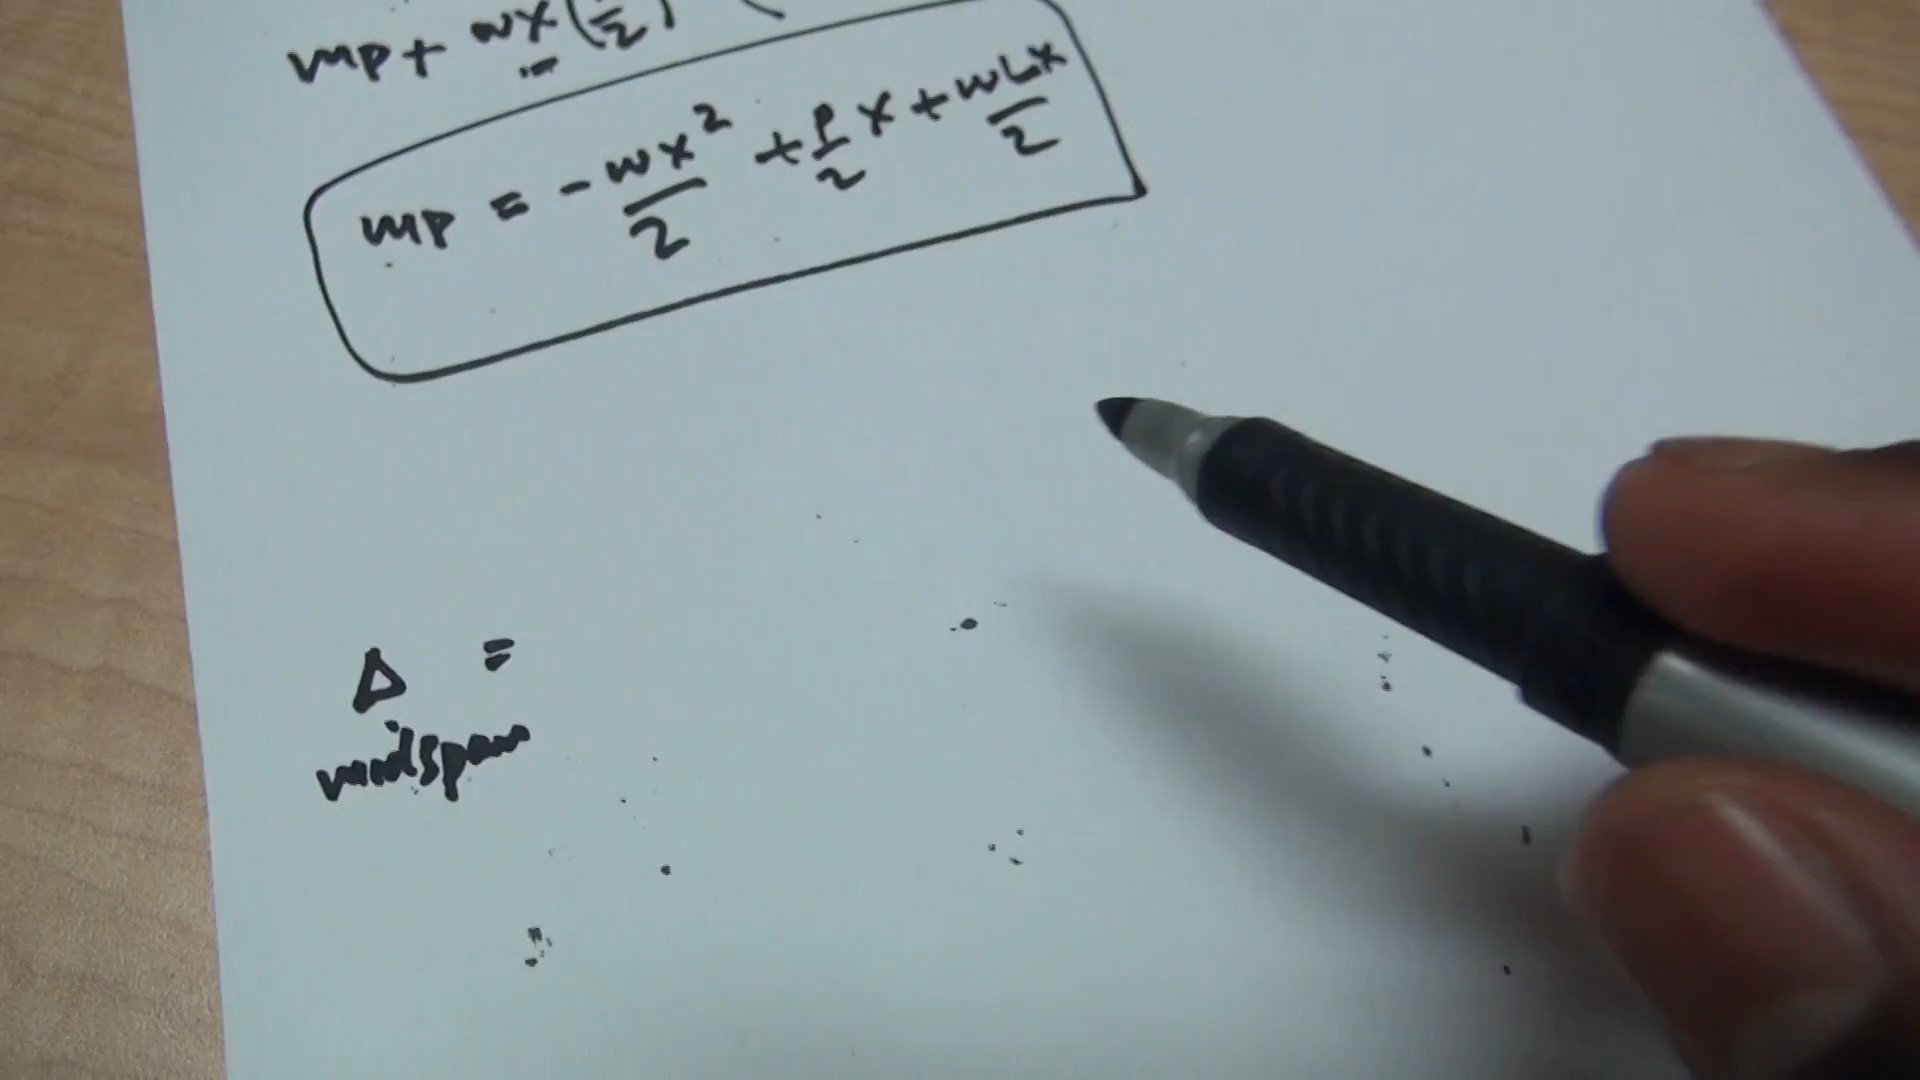 mp + wx (x/2)
mp = - wx²/2 + P/2 x + wLx/2
Δ =
midspan